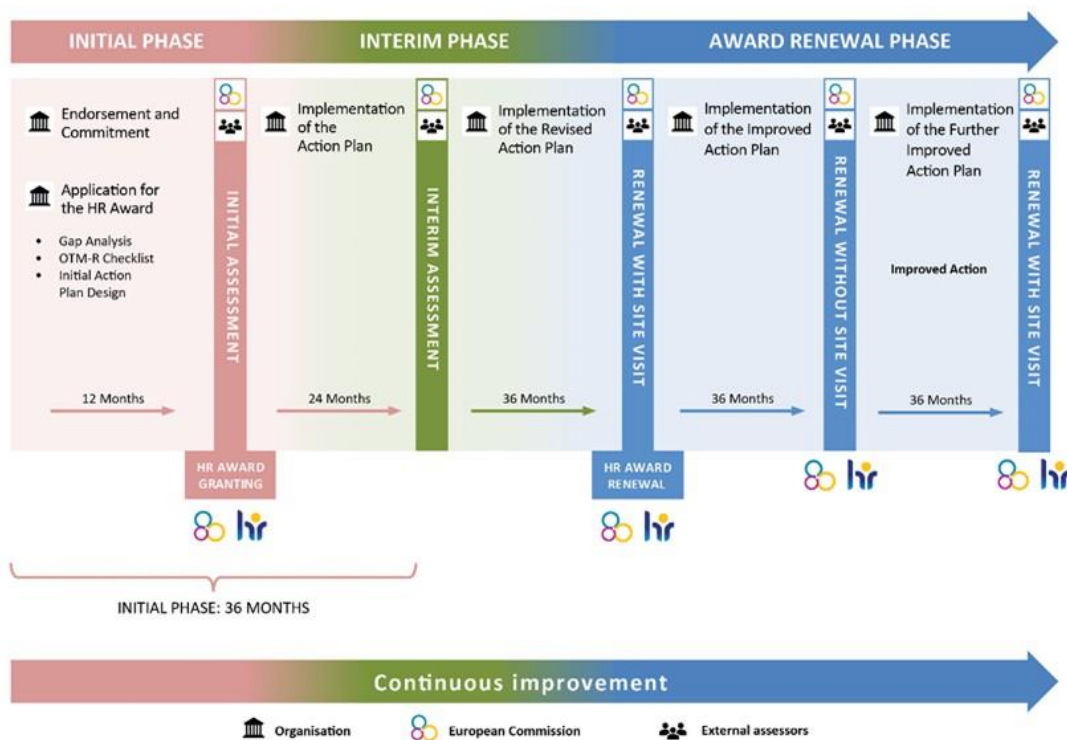 INITIAL PHASE
INTERIM PHASE
AWARD RENEWAL PHASE
Endorsement and
Commitment
Application for
the HR Award
• Gap Analysis
• OTM-R Checklist
• Initial Action
Plan Design
12 Months
INITIAL ASSESSMENT
HR AWARD
GRANTING
hr
Implementation
of the
Action Plan
24 Months
INTERIM ASSESSMENT
Implementation
of the Revised
Action Plan
36 Months
RENEWAL WITH SITE VISIT
HR AWARD
RENEWAL
hr
Implementation
of the Improved
Action Plan
36 Months
RENEWAL WITHOUT SITE VISIT
hr
Implementation
of the Further
Improved
Action Plan
Improved Action
36 Months
RENEWAL WITH SITE VISIT
hr
INITIAL PHASE: 36 MONTHS
Continuous improvement
Organisation
European Commission
External assessors